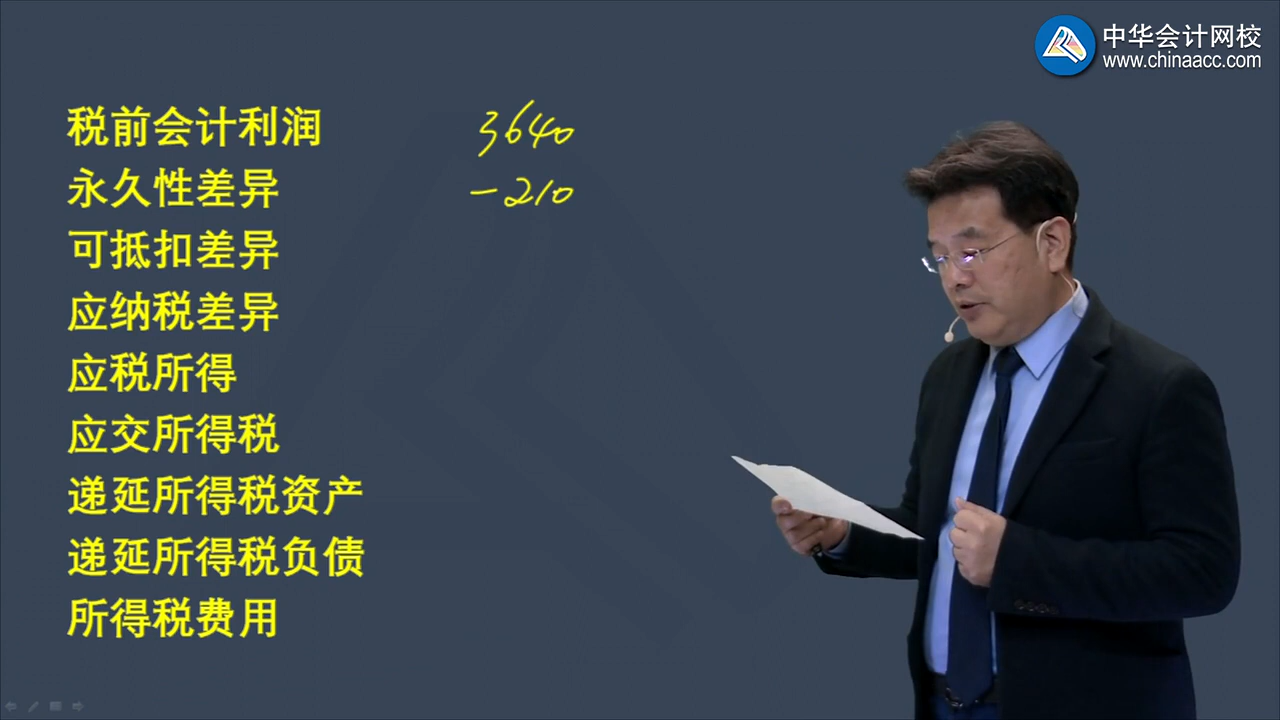 中华会计网校
www.chinaacc.com
税前会计利润 3640
永久性差异 -210
可抵扣差异
应纳税差异
应税所得
应交所得税
递延所得税资产
递延所得税负债
所得税费用